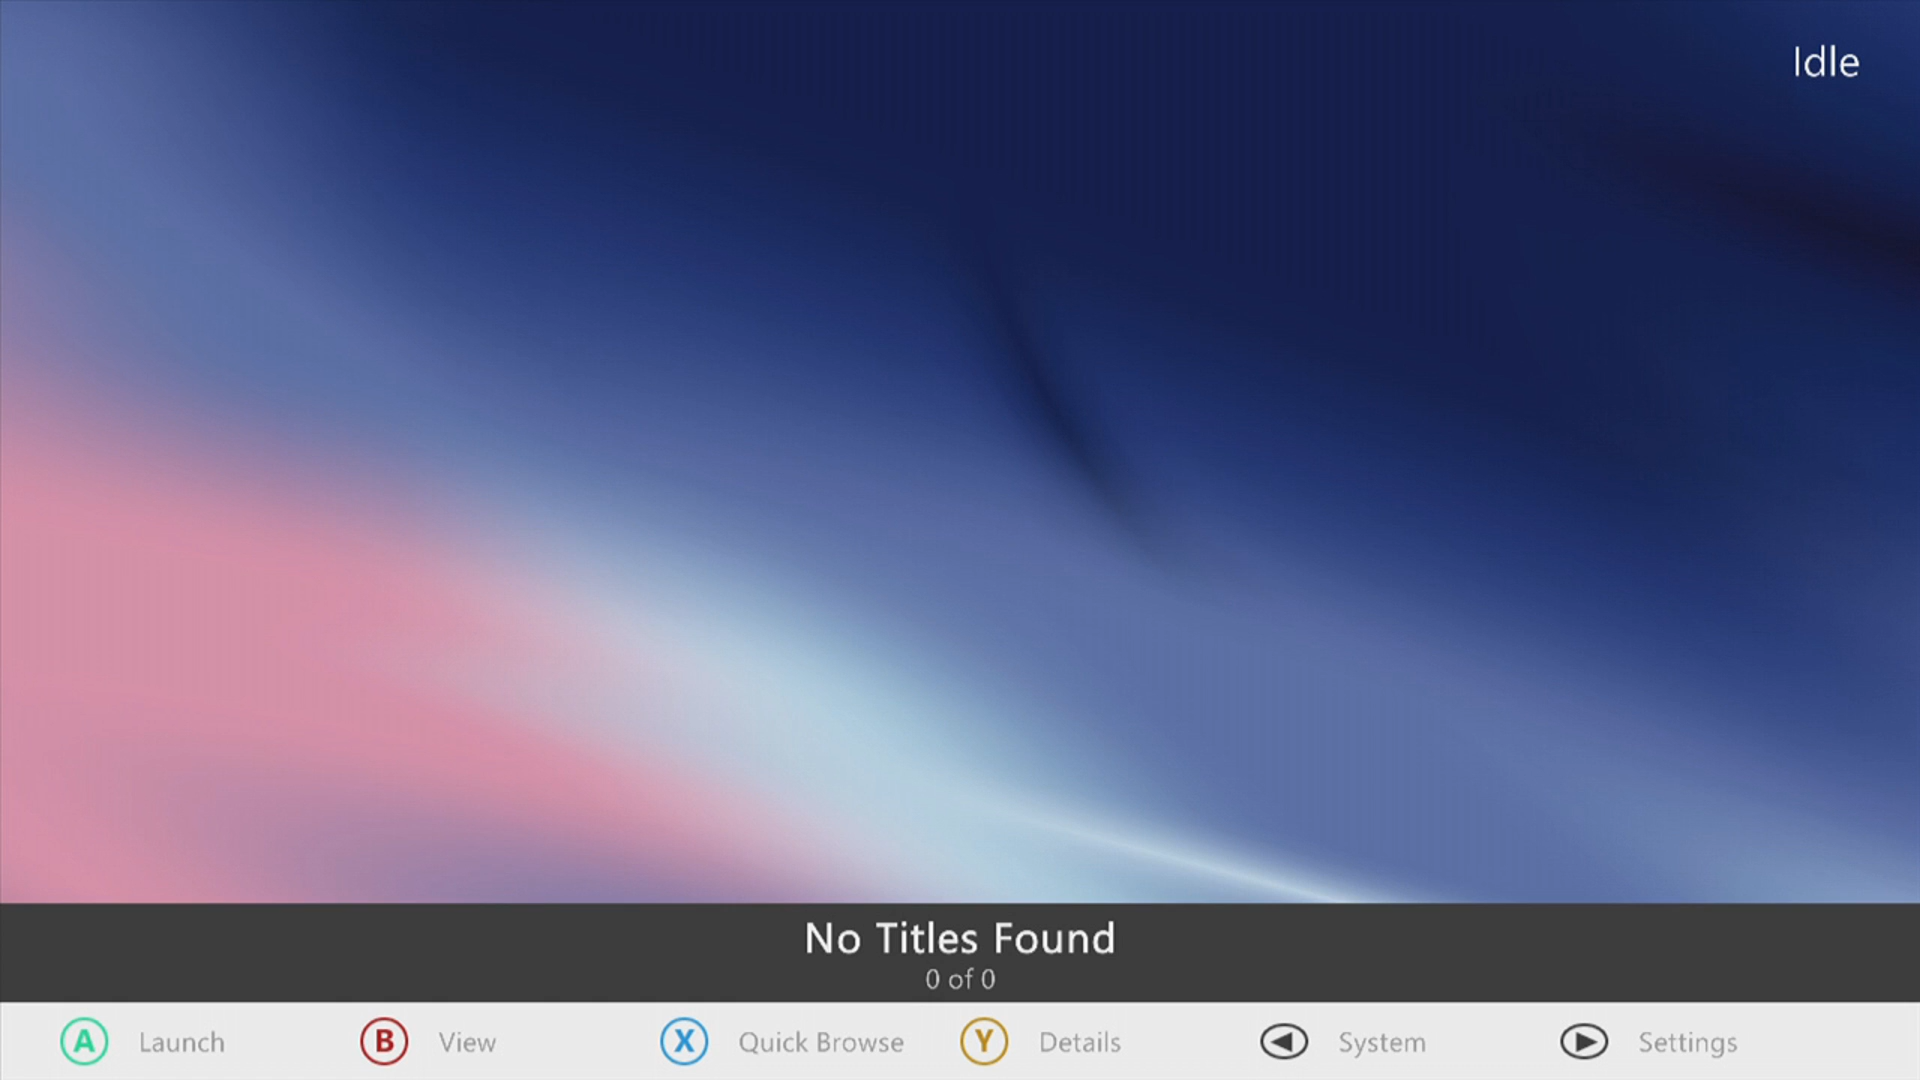 Idle
No Titles Found
0 of 0
A Launch B View X Quick Browse Y Details System Settings